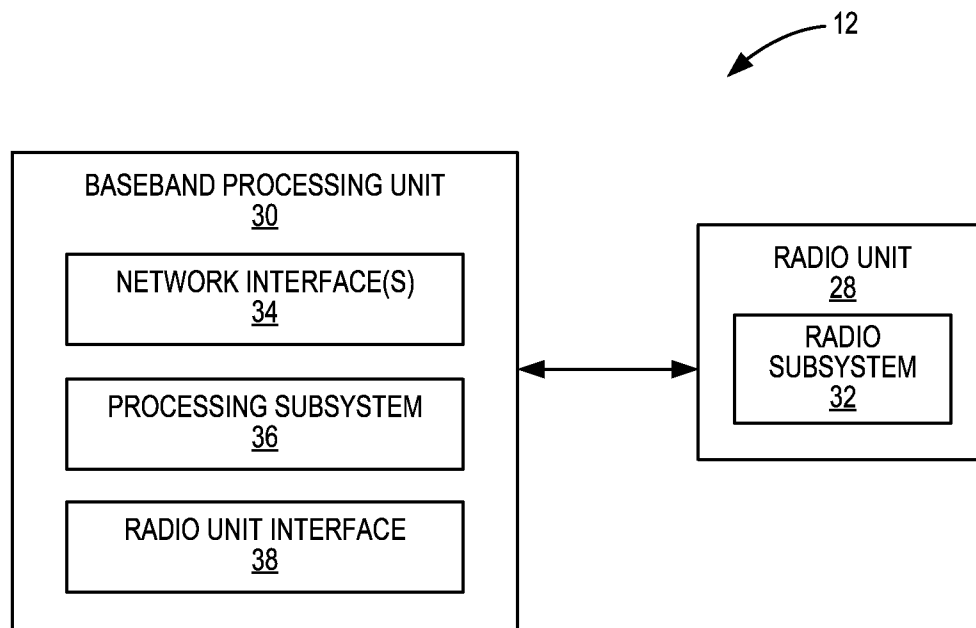 12
BASEBAND PROCESSING UNIT
30
NETWORK INTERFACE(S)
34
PROCESSING SUBSYSTEM
36
RADIO UNIT INTERFACE
38
RADIO UNIT
28
RADIO
SUBSYSTEM
32